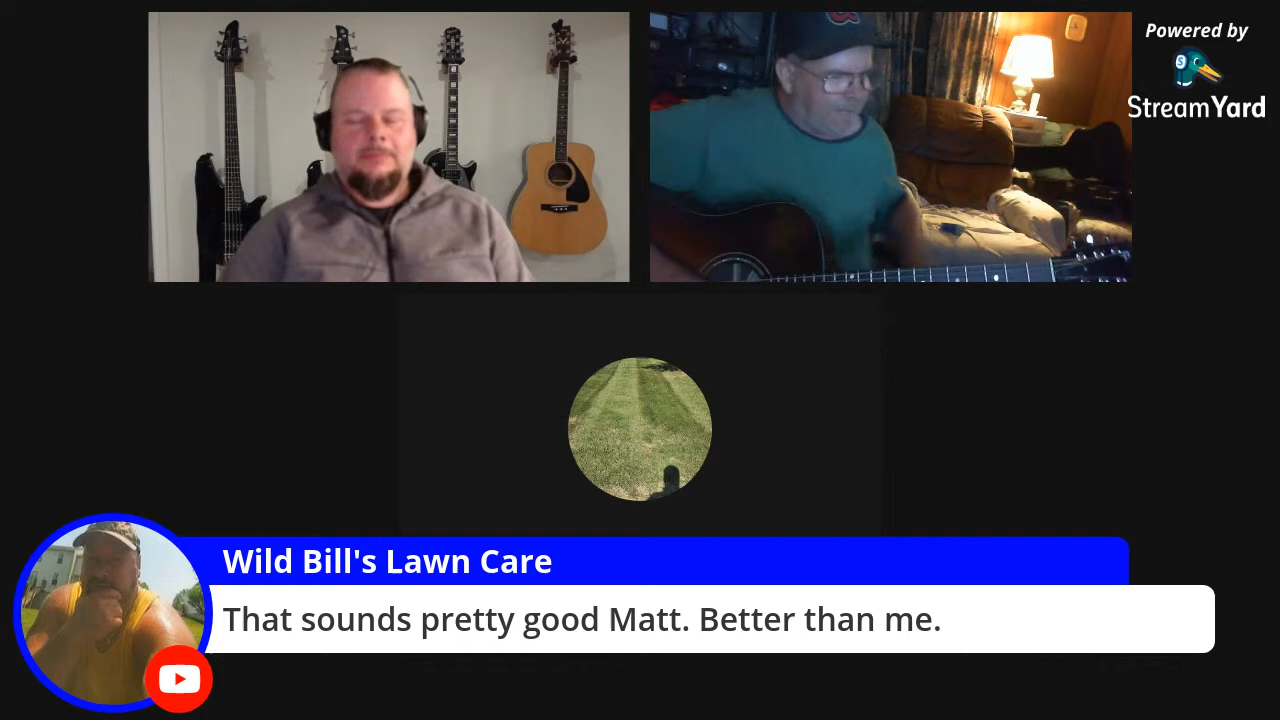 Powered by
StreamYard
Wild Bill's Lawn Care
That sounds pretty good Matt. Better than me.